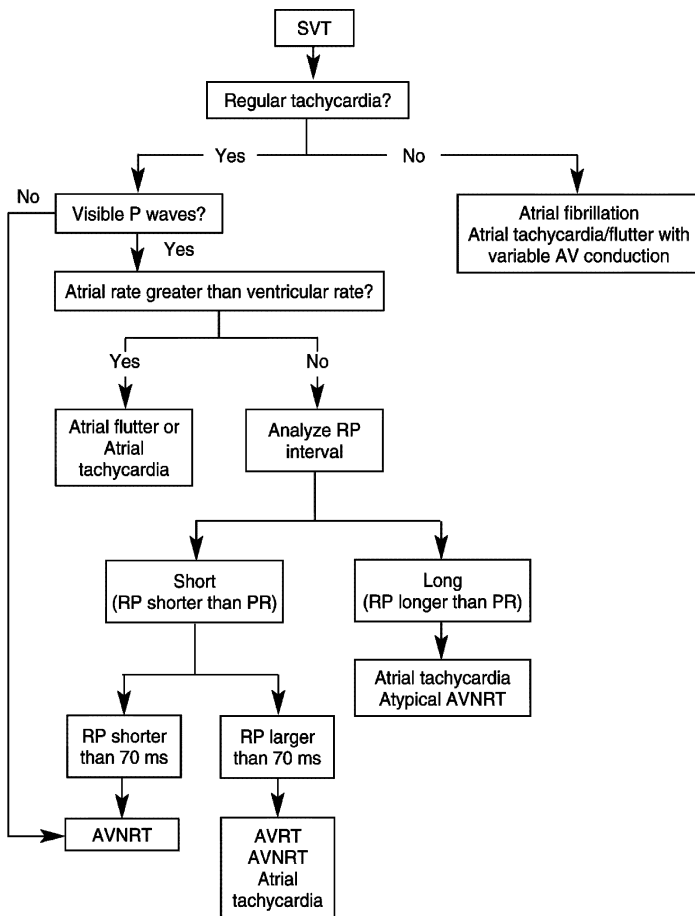 SVT
Regular tachycardia?
Yes
No
No
Visible P waves?
Atrial fibrillation
Atrial tachycardia/flutter with
variable AV conduction
Yes
Atrial rate greater than ventricular rate?
Yes
No
Atrial flutter or
Atrial
tachycardia
Analyze RP
interval
Short
(RP shorter than PR)
Long
(RP longer than PR)
Atrial tachycardia
Atypical AVNRT
RP shorter
than 70 ms
RP larger
than 70 ms
AVNRT
AVRT
AVNRT
Atrial
tachycardia